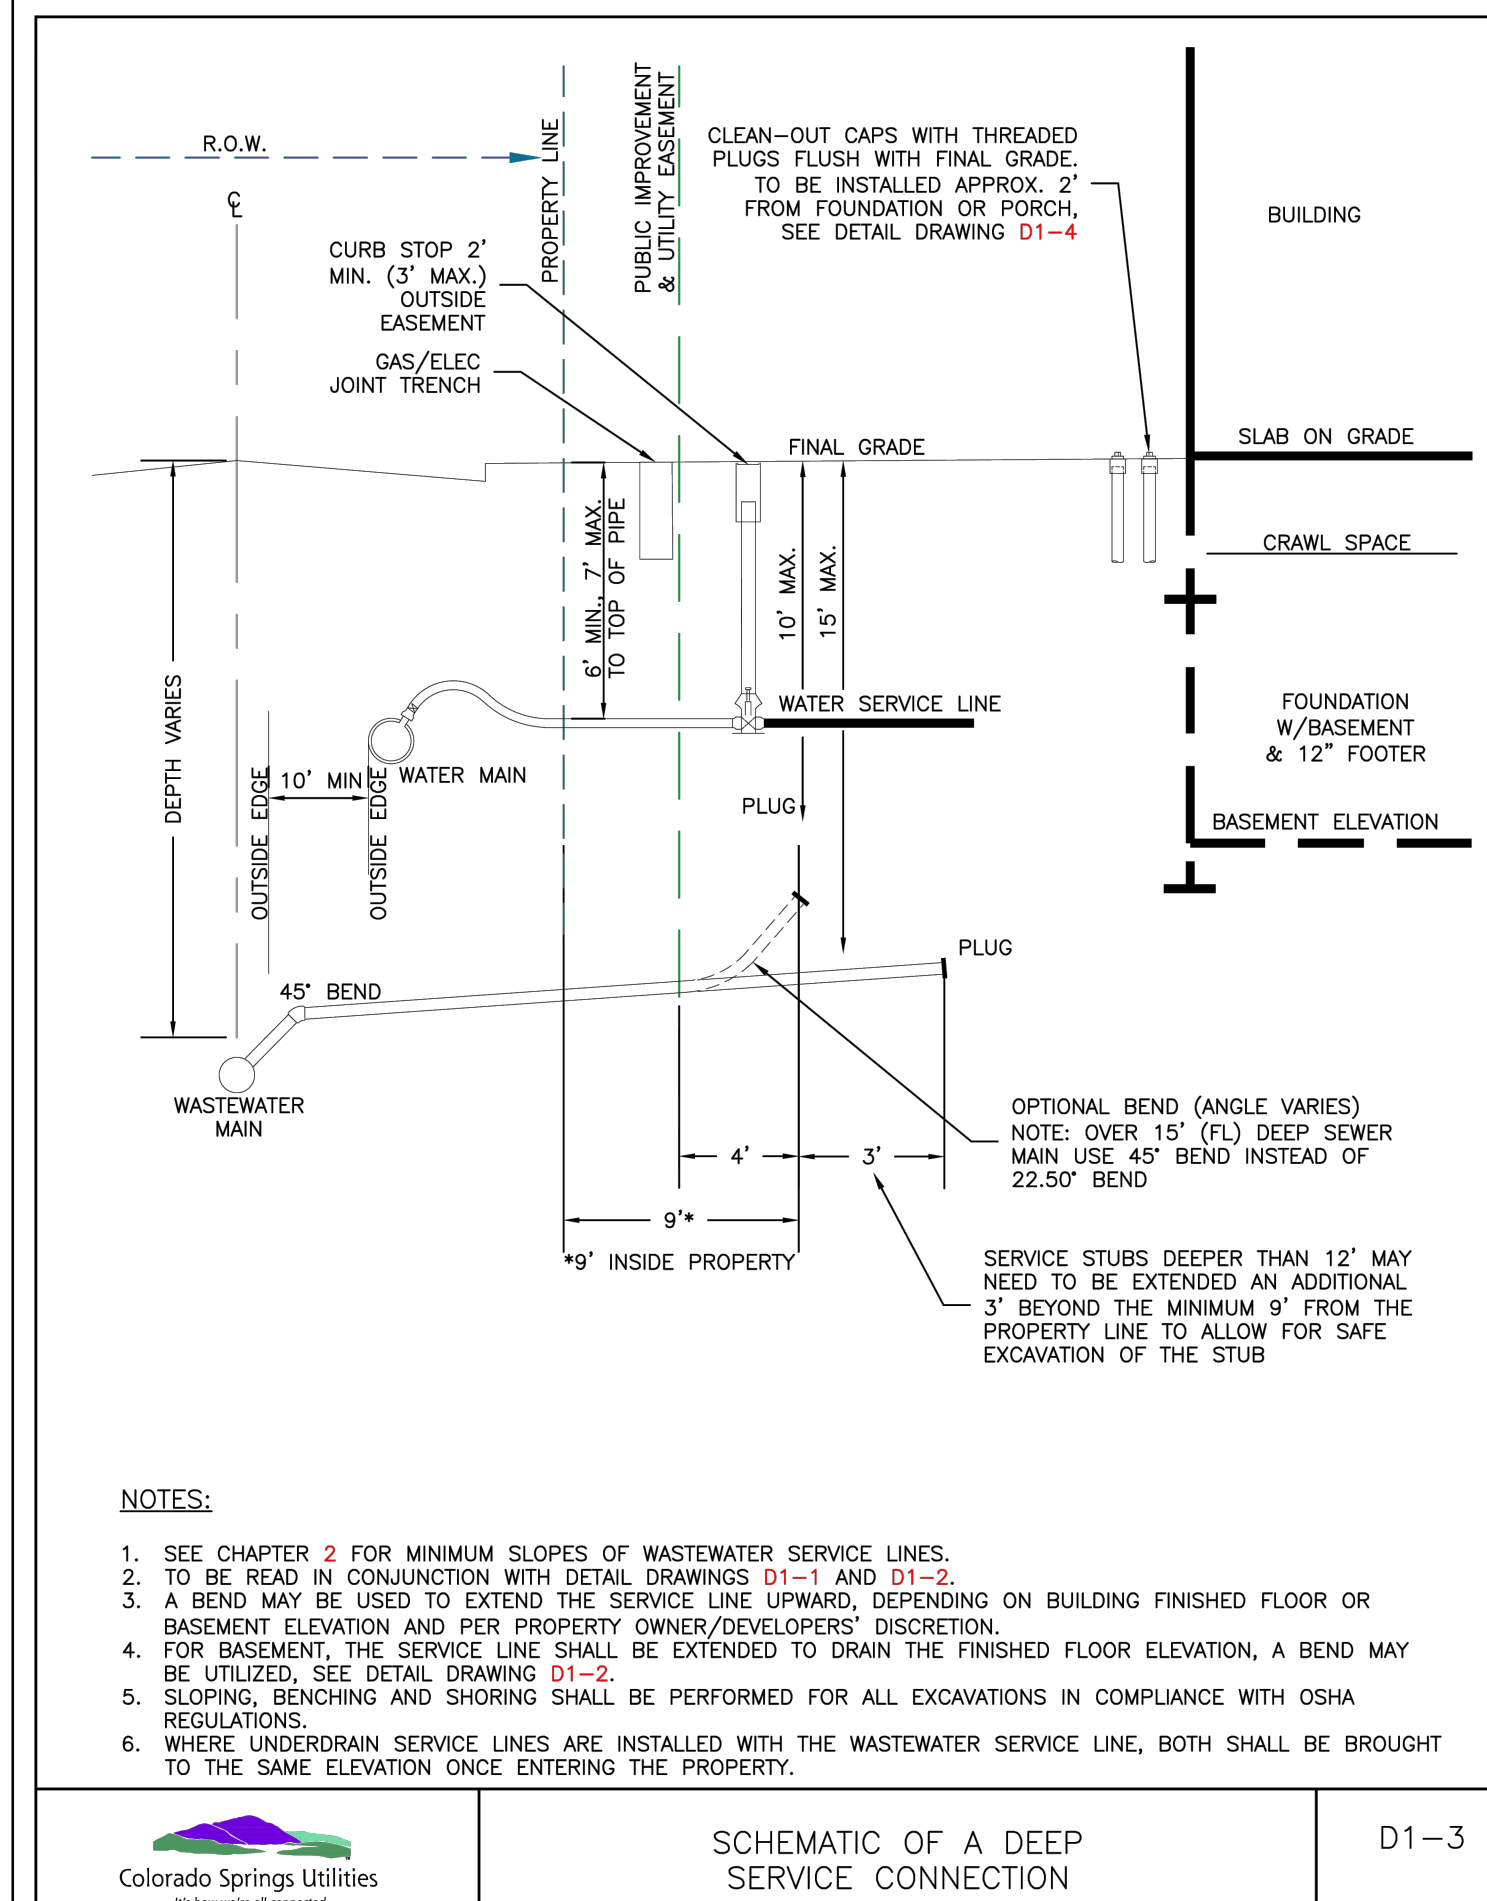 R.O.W.
℄
PROPERTY LINE
PUBLIC IMPROVEMENT
& UTILITY EASEMENT
CLEAN-OUT CAPS WITH THREADED
PLUGS FLUSH WITH FINAL GRADE.
TO BE INSTALLED APPROX. 2'
FROM FOUNDATION OR PORCH,
SEE DETAIL DRAWING D1-4
BUILDING
CURB STOP 2'
MIN. (3' MAX.)
OUTSIDE
EASEMENT
GAS/ELEC
JOINT TRENCH
FINAL GRADE
SLAB ON GRADE
CRAWL SPACE
6' MIN., 7' MAX.
TO TOP OF PIPE
10' MAX.
15' MAX.
DEPTH VARIES
WATER SERVICE LINE
FOUNDATION
W/BASEMENT
& 12" FOOTER
OUTSIDE EDGE
10' MIN
OUTSIDE EDGE
WATER MAIN
PLUG
BASEMENT ELEVATION
PLUG
45° BEND
WASTEWATER
MAIN
OPTIONAL BEND (ANGLE VARIES)
NOTE: OVER 15' (FL) DEEP SEWER
MAIN USE 45° BEND INSTEAD OF
22.50° BEND
4'
3'
9'*
*9' INSIDE PROPERTY
SERVICE STUBS DEEPER THAN 12' MAY
NEED TO BE EXTENDED AN ADDITIONAL
3' BEYOND THE MINIMUM 9' FROM THE
PROPERTY LINE TO ALLOW FOR SAFE
EXCAVATION OF THE STUB
NOTES:
1. SEE CHAPTER 2 FOR MINIMUM SLOPES OF WASTEWATER SERVICE LINES.
2. TO BE READ IN CONJUNCTION WITH DETAIL DRAWINGS D1-1 AND D1-2.
3. A BEND MAY BE USED TO EXTEND THE SERVICE LINE UPWARD, DEPENDING ON BUILDING FINISHED FLOOR OR
BASEMENT ELEVATION AND PER PROPERTY OWNER/DEVELOPERS' DISCRETION.
4. FOR BASEMENT, THE SERVICE LINE SHALL BE EXTENDED TO DRAIN THE FINISHED FLOOR ELEVATION, A BEND MAY
BE UTILIZED, SEE DETAIL DRAWING D1-2.
5. SLOPING, BENCHING AND SHORING SHALL BE PERFORMED FOR ALL EXCAVATIONS IN COMPLIANCE WITH OSHA
REGULATIONS.
6. WHERE UNDERDRAIN SERVICE LINES ARE INSTALLED WITH THE WASTEWATER SERVICE LINE, BOTH SHALL BE BROUGHT
TO THE SAME ELEVATION ONCE ENTERING THE PROPERTY.
Colorado Springs Utilities
It's how we're all connected
SCHEMATIC OF A DEEP
SERVICE CONNECTION
D1-3